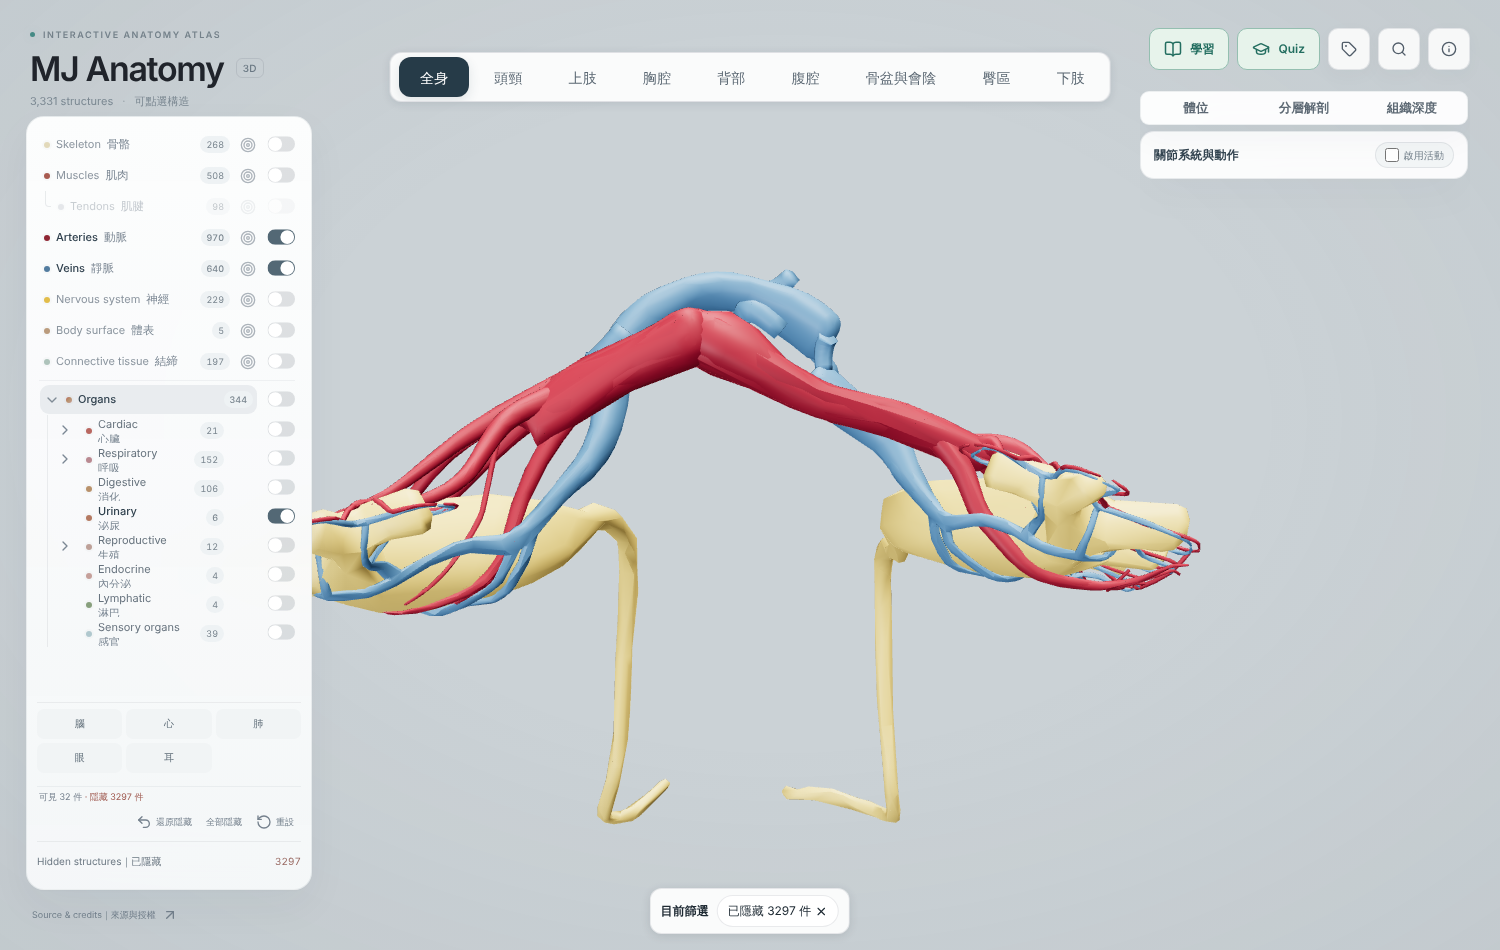 INTERACTIVE ANATOMY ATLAS
MJ Anatomy 3D
3,331 structures · 可點選構造
全身 頭頸 上肢 胸腔 背部 腹腔 骨盆與會陰 臀區 下肢
學習 Quiz
體位 分層解剖 組織深度
關節系統與動作 啟用活動
Skeleton 骨骼 268
Muscles 肌肉 508
Tendons 肌腱 98
Arteries 動脈 970
Veins 靜脈 640
Nervous system 神經 229
Body surface 體表 5
Connective tissue 結締 197
Organs 344
Cardiac 21
心臟
Respiratory 152
呼吸
Digestive 106
消化
Urinary 6
泌尿
Reproductive 12
生殖
Endocrine 4
內分泌
Lymphatic 4
淋巴
Sensory organs 39
感官
腦 心 肺
眼 耳
可見 32 件 · 隱藏 3297 件
還原隱藏 全部隱藏 重設
Hidden structures | 已隱藏 3297
Source & credits | 來源與授權
目前篩選 已隱藏 3297 件 ✕